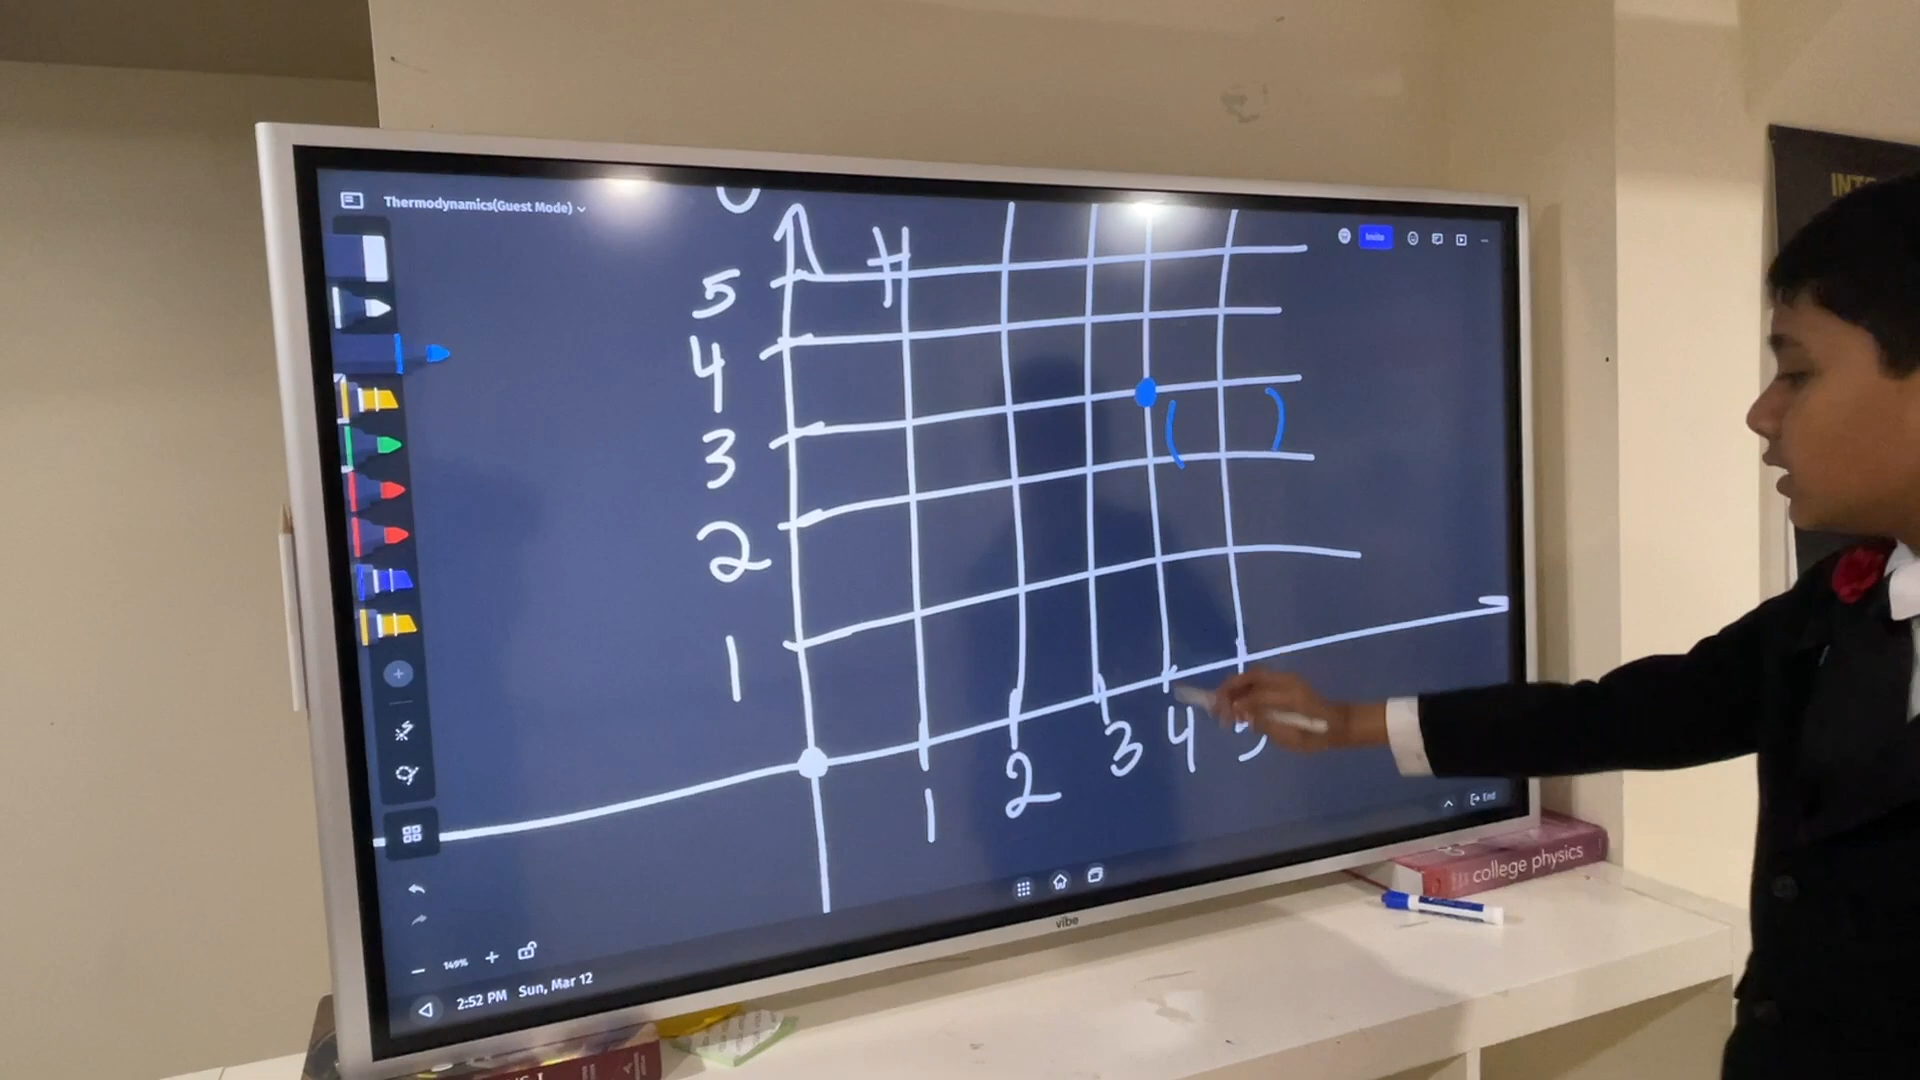 Thermodynamics(Guest Mode)
Invite
5
4
3
2
1
( )
1
2
3
4
5
End
149%
2:52 PM Sun, Mar 12
vibe
college physics